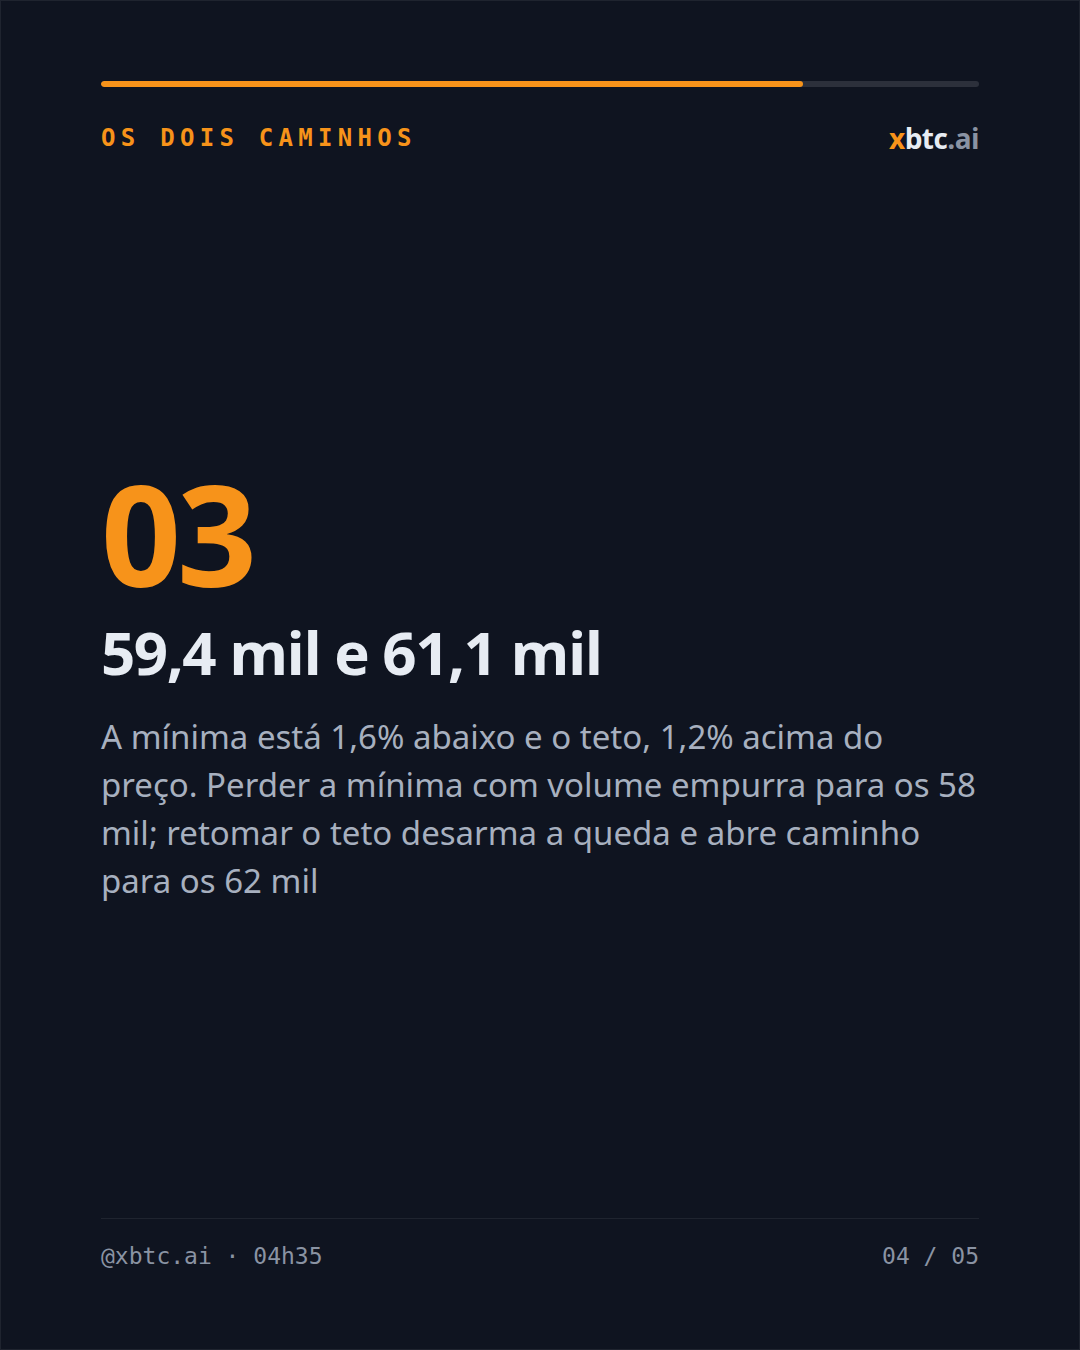 OS DOIS CAMINHOS
xbtc.ai
03
59,4 mil e 61,1 mil
A mínima está 1,6% abaixo e o teto, 1,2% acima do
preço. Perder a mínima com volume empurra para os 58
mil; retomar o teto desarma a queda e abre caminho
para os 62 mil
@xbtc.ai · 04h35
04 / 05